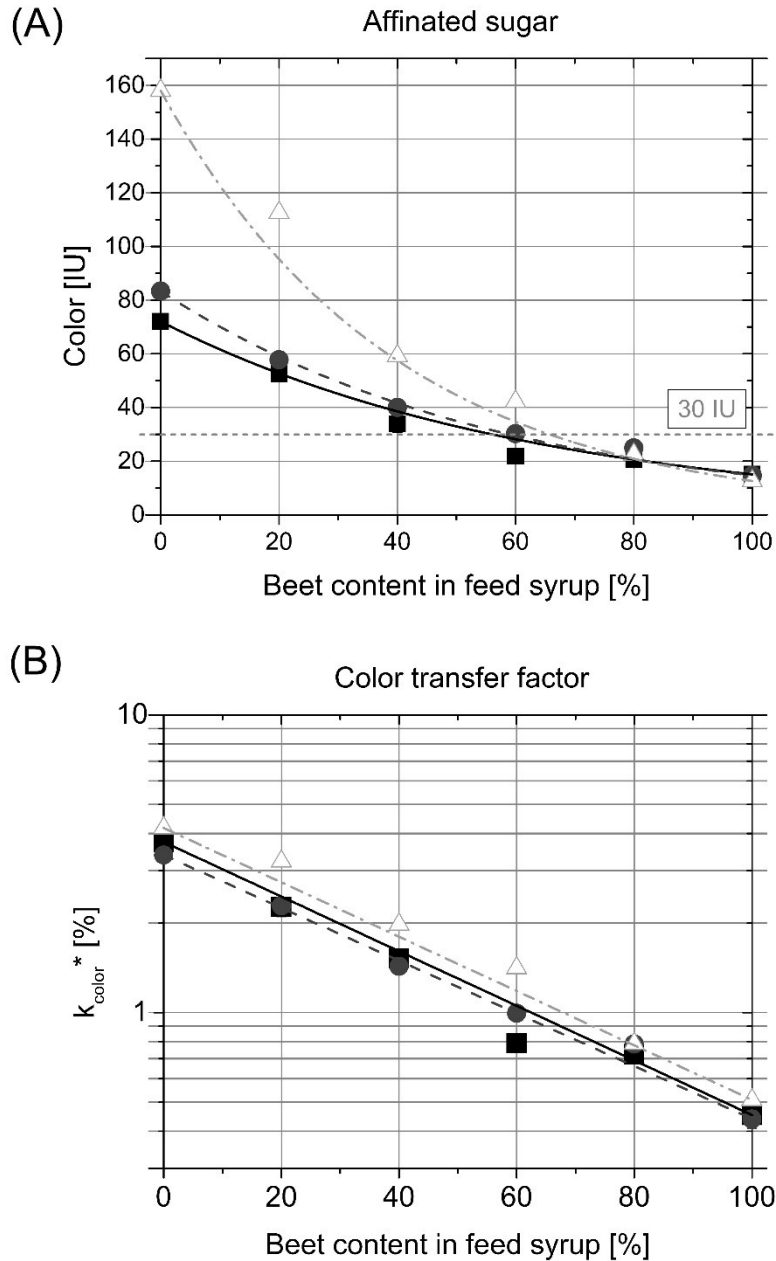 (A)
Affinated sugar
160
140
120
100
80
60
40
20
0
Color [IU]
30 IU
0 20 40 60 80 100
Beet content in feed syrup [%]
(B)
Color transfer factor
10
1
k_color* [%]
0 20 40 60 80 100
Beet content in feed syrup [%]